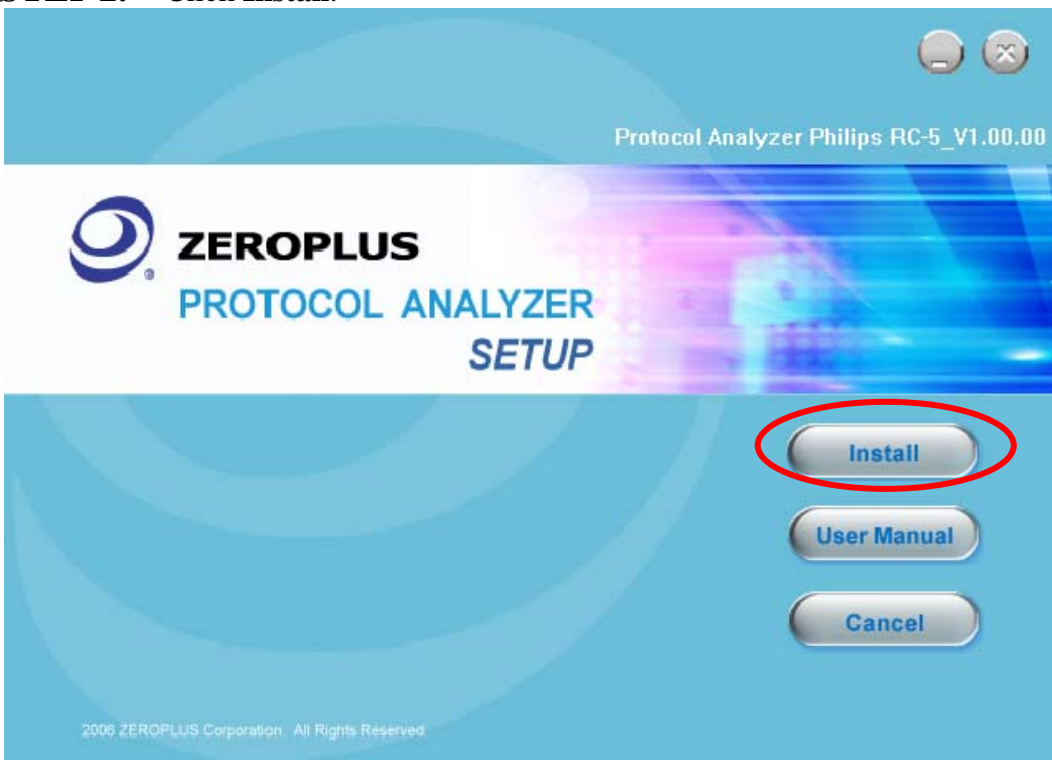 Protocol Analyzer Philips RC-5_V1.00.00
ZEROPLUS
PROTOCOL ANALYZER
SETUP
Install
User Manual
Cancel
2006 ZEROPLUS Corporation. All Rights Reserved.